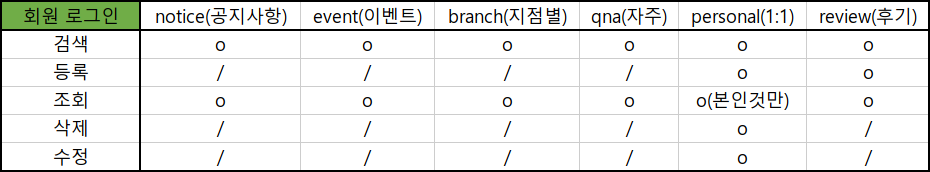 회원 로그인 notice(공지사항) event(이벤트) branch(지점별) qna(자주) personal(1:1) review(후기)
검색 o o o o o o
등록 / / / / o o
조회 o o o o o(본인것만) o
삭제 / / / / o /
수정 / / / / o /